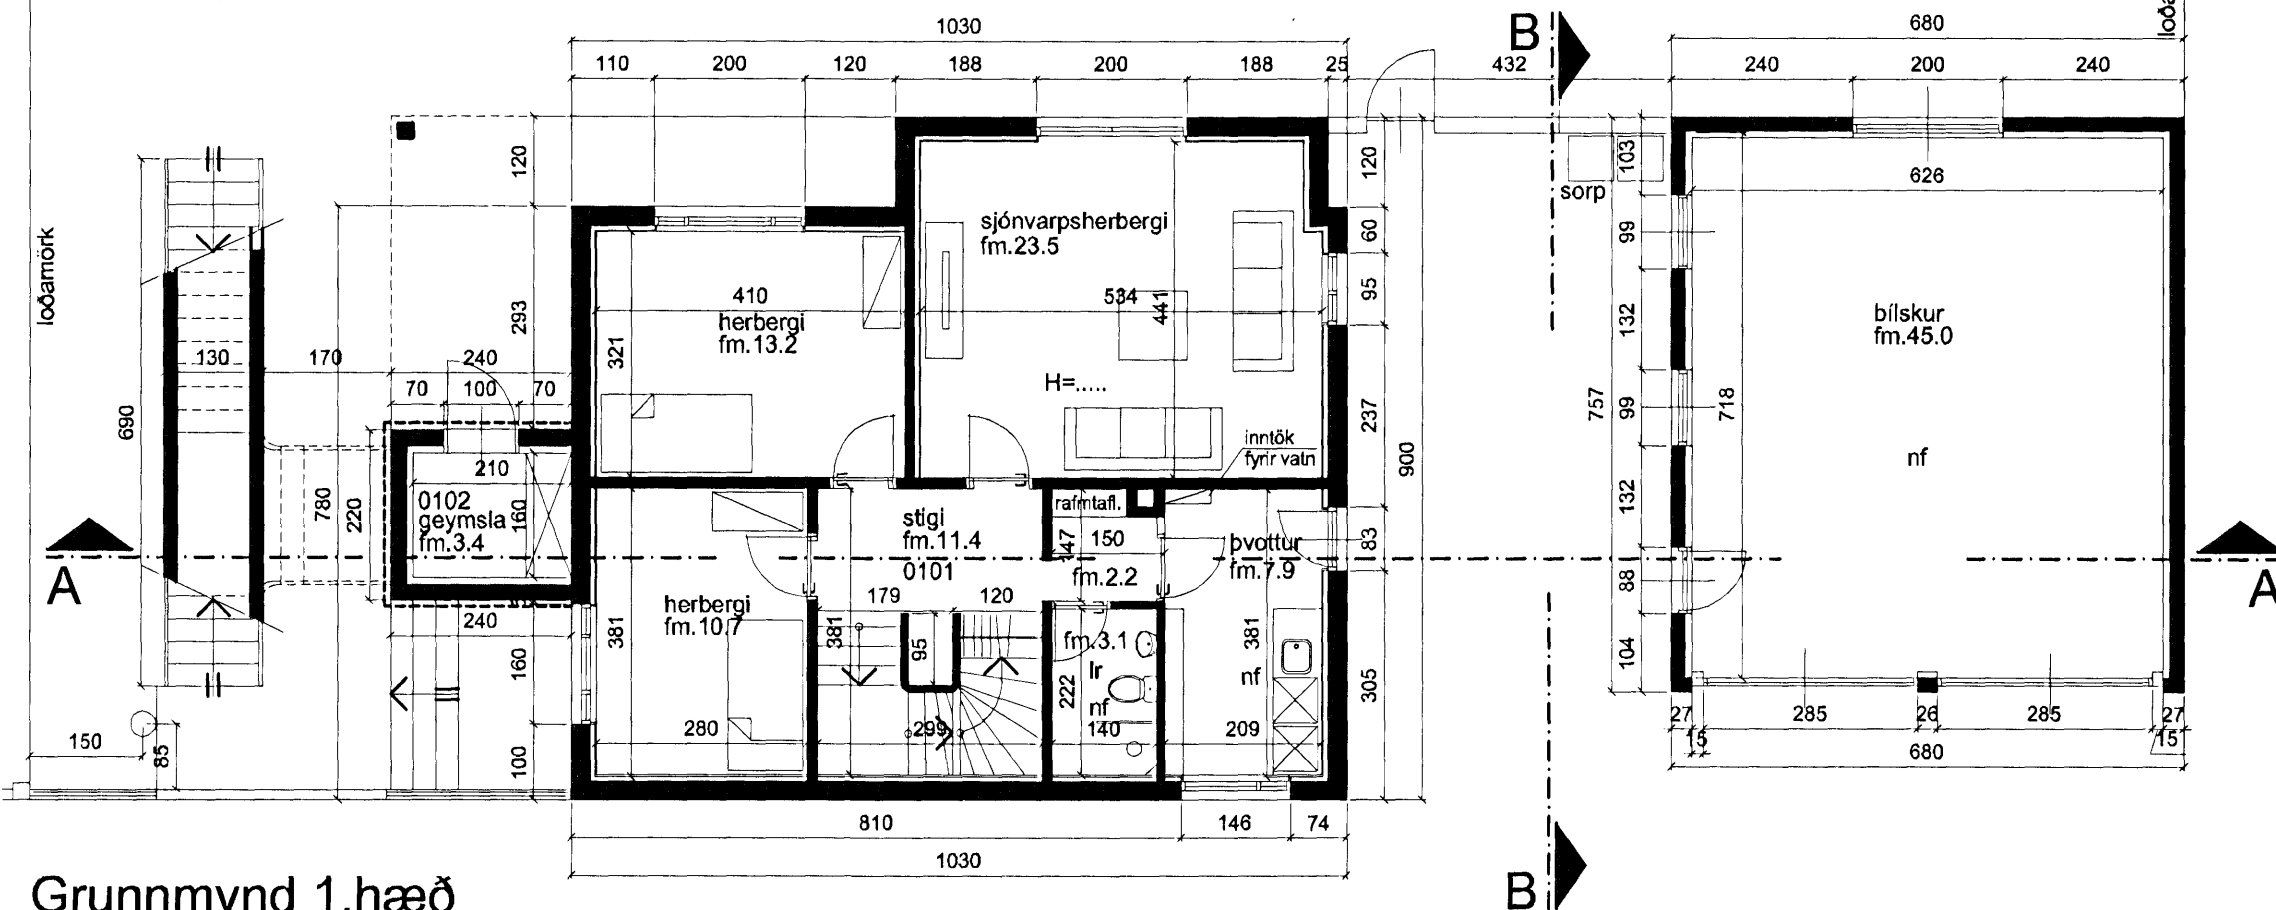 1030
B
680
loða
110 200 120 188 200 188 25 432
240 200 240
loðamörk
120
120
103
sorp
626
sjónvarpsherbergi
fm.23.5
60
99
293
410
534
441
95
herbergi
fm.13.2
321
bílskur
fm.45.0
132
130 170 240
70 100 70
H=.....
690
237
900
757
99
718
inntök
fyrir vatn
nf
210
780
220
0102
geymsla
fm.3.4
160
stigi
fm.11.4
0101
rafmtafl.
147
150
fm.2.2
þvottur
fm.7.9
83
132
A
A
88
179 120
herbergi
fm.10.7
381
381
95
fm.3.1
lr
nf
222
381
nf
240
160
305
104
280 299 140 209
27 285 26 285 27
15 15
680
150
85
100
810 146 74
1030
B
Grunnmynd 1.hæð